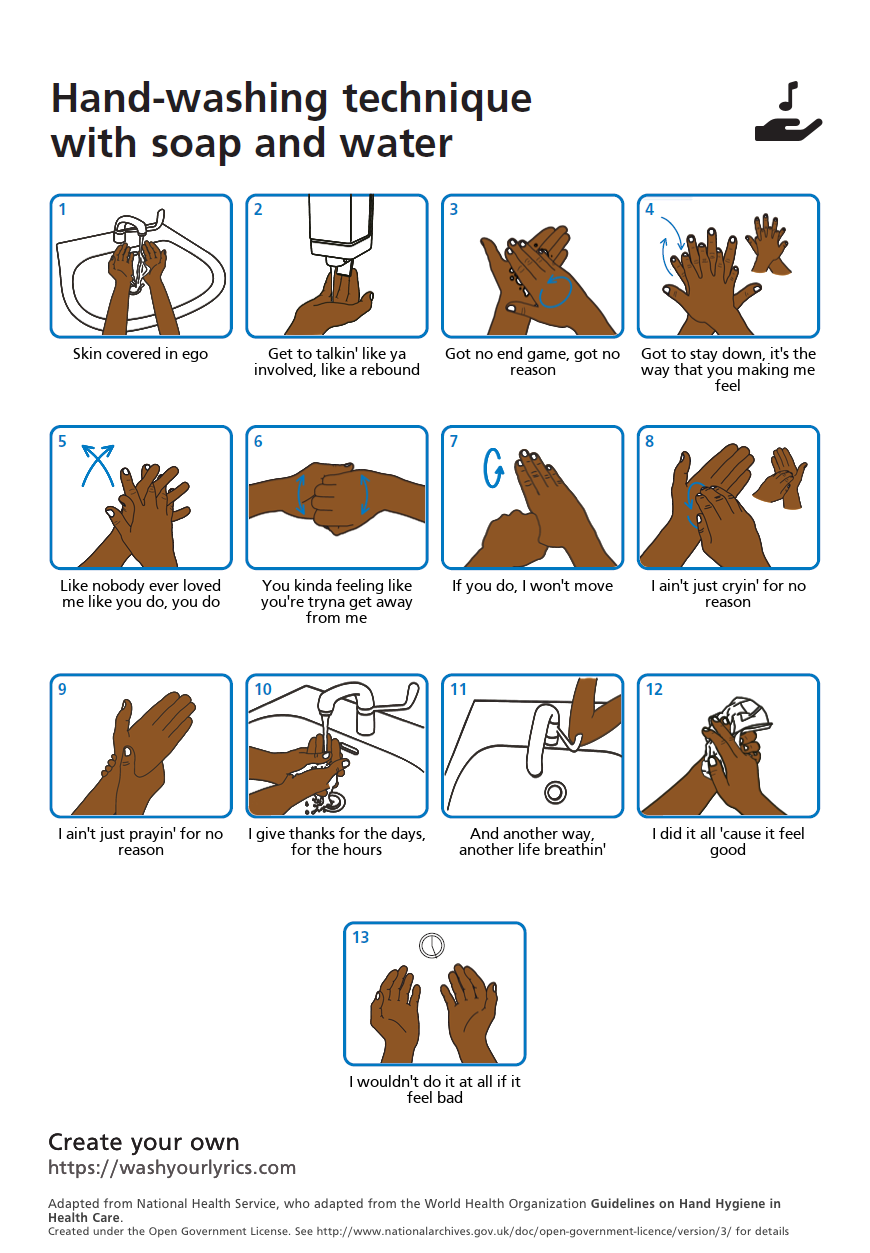 Hand-washing technique
with soap and water
1
Skin covered in ego
2
Get to talkin' like ya
involved, like a rebound
3
Got no end game, got no
reason
4
Got to stay down, it's the
way that you making me
feel
5
Like nobody ever loved
me like you do, you do
6
You kinda feeling like
you're tryna get away
from me
7
If you do, I won't move
8
I ain't just cryin' for no
reason
9
I ain't just prayin' for no
reason
10
I give thanks for the days,
for the hours
11
And another way,
another life breathin'
12
I did it all 'cause it feel
good
13
I wouldn't do it at all if it
feel bad
Create your own
https://washyourlyrics.com
Adapted from National Health Service, who adapted from the World Health Organization Guidelines on Hand Hygiene in
Health Care.
Created under the Open Government License. See http://www.nationalarchives.gov.uk/doc/open-government-licence/version/3/ for details